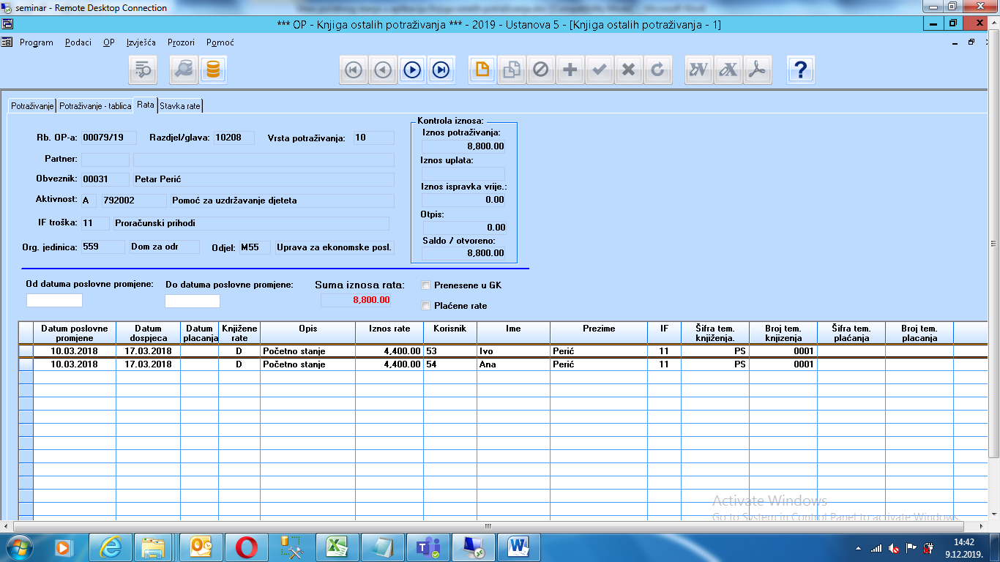 seminar - Remote Desktop Connection
*** OP - Knjiga ostalih potraživanja *** - 2019 - Ustanova 5 - [Knjiga ostalih potraživanja - 1]
Program Podaci OP Izvješća Prozori Pomoć
Potraživanje Potraživanje - tablica Rata Stavka rate
Rb. OP-a: 00079/19 Razdjel/glava: 10208 Vrsta potraživanja: 10
Partner:
Obveznik: 00031 Petar Perić
Aktivnost: A 792002 Pomoć za uzdržavanje djeteta
IF troška: 11 Proračunski prihodi
Org. jedinica: 559 Dom za odr Odjel: M55 Uprava za ekonomske posl.
Kontrola iznosa:
Iznos potraživanja:
8,800.00
Iznos uplata:
Iznos ispravka vrije.:
0.00
Otpis:
0.00
Saldo / otvoreno:
8,800.00
Od datuma poslovne promjene: Do datuma poslovne promjene: Suma iznosa rata: Prenesene u GK
8,800.00 Plaćene rate
Datum poslovne promjene Datum dospjeca Datum placanja Knjižene rate Opis Iznos rate Korisnik Ime Prezime IF Šifra tem. knjiženja. Broj tem. knjizenja Šifra tem. plaćanja Broj tem. placanja
10.03.2018 17.03.2018 D Početno stanje 4,400.00 53 Ivo Perić 11 PS 0001
10.03.2018 17.03.2018 D Početno stanje 4,400.00 54 Ana Perić 11 PS 0001
Activate Windows
Go to System in Control Panel to activate Windows.
14:42
9.12.2019.